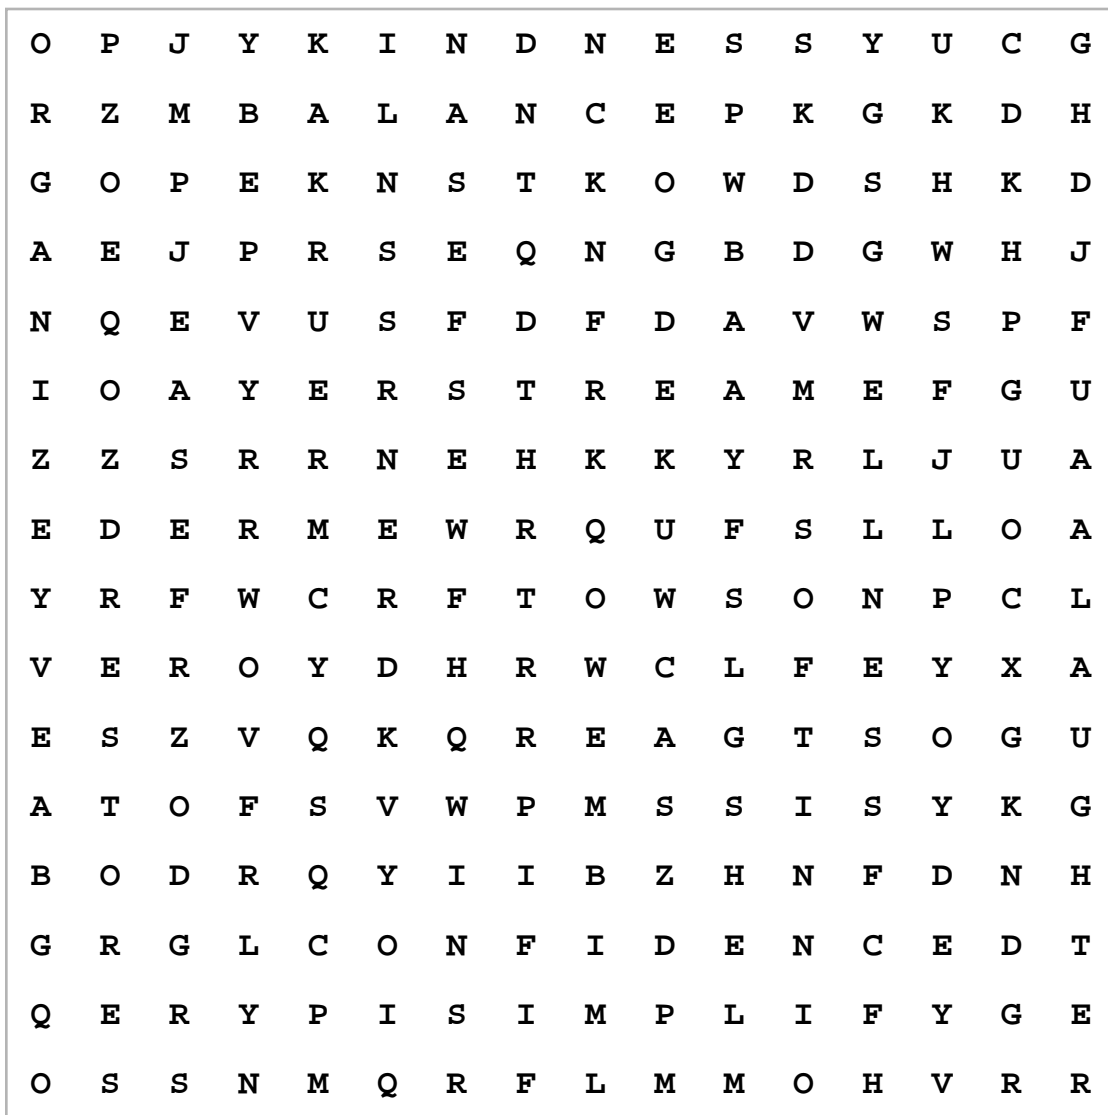 O P J Y K I N D N E S S Y U C G
R Z M B A L A N C E P K G K D H
G O P E K N S T K O W D S H K D
A E J P R S E Q N G B D G W H J
N Q E V U S F D F D A V W S P F
I O A Y E R S T R E A M E F G U
Z Z S R R N E H K K Y R L J U A
E D E R M E W R Q U F S L L O A
Y R F W C R F T O W S O N P C L
V E R O Y D H R W C L F E Y X A
E S Z V Q K Q R E A G T S O G U
A T O F S V W P M S S I S Y K G
B O D R Q Y I I B Z H N F D N H
G R G L C O N F I D E N C E D T
Q E R Y P I S I M P L I F Y G E
O S S N M Q R F L M M O H V R R